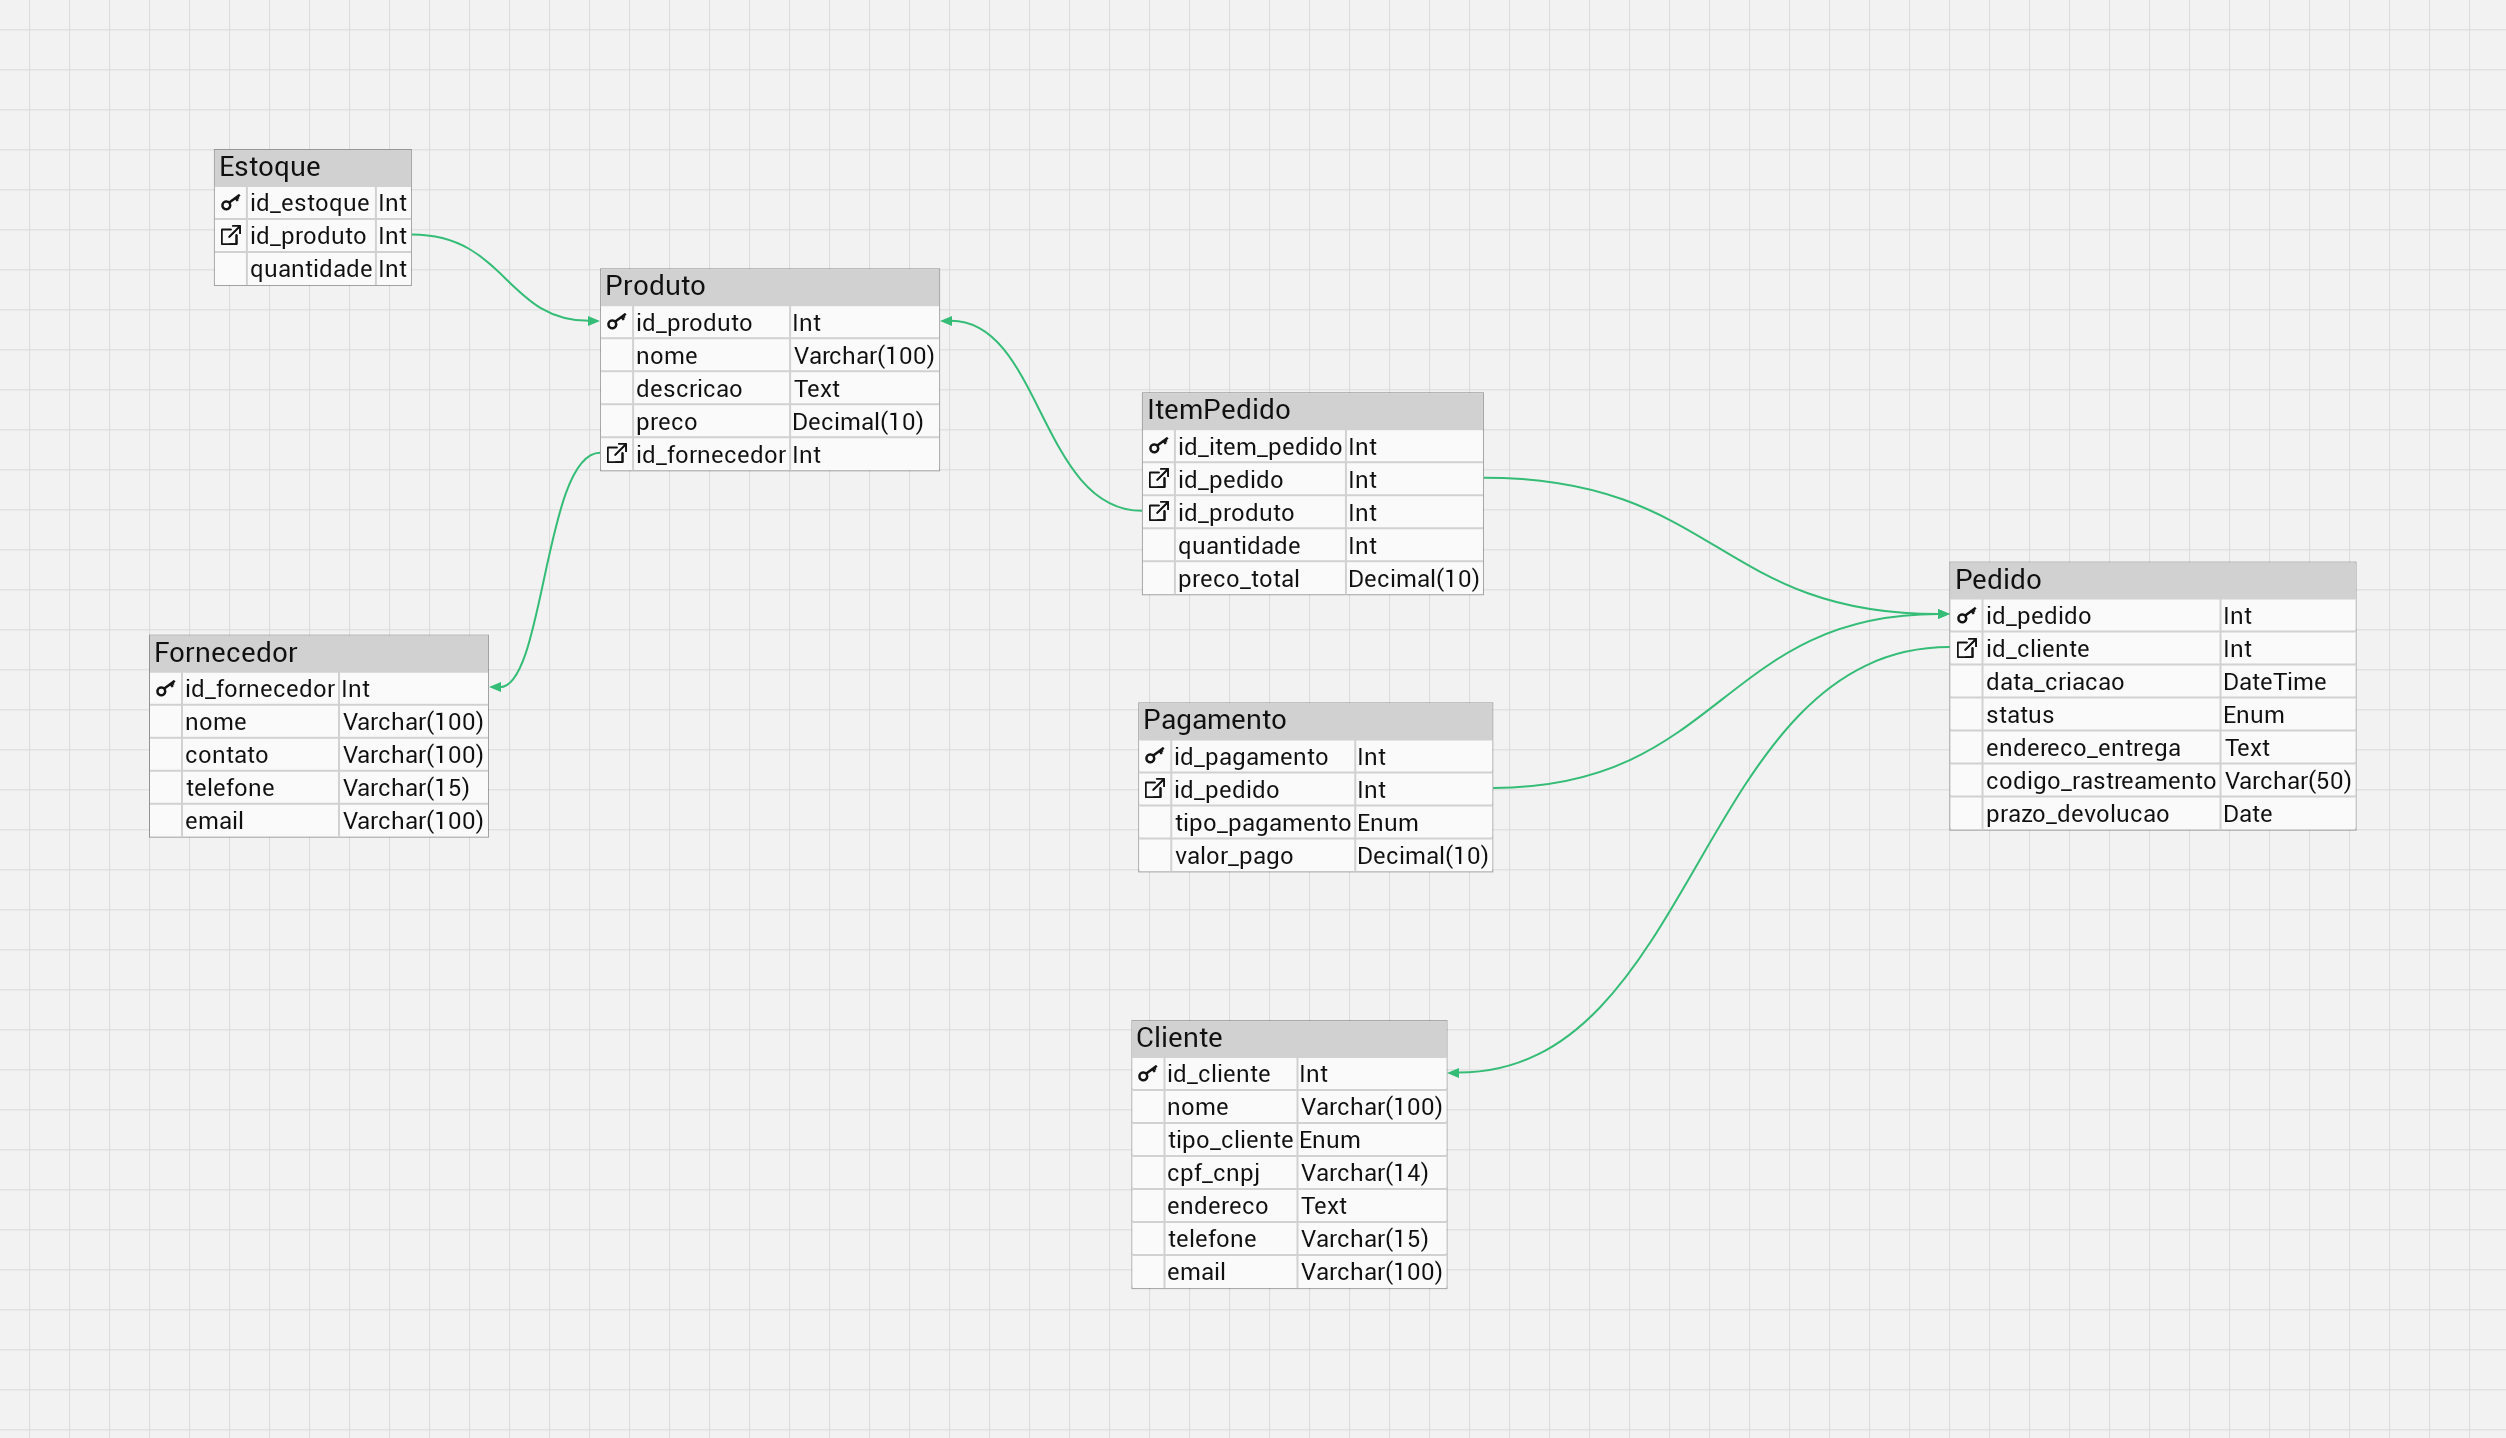 Estoque
id_estoque Int
id_produto Int
quantidade Int
Produto
id_produto Int
nome Varchar(100)
descricao Text
preco Decimal(10)
id_fornecedor Int
ItemPedido
id_item_pedido Int
id_pedido Int
id_produto Int
quantidade Int
preco_total Decimal(10)
Pedido
id_pedido Int
id_cliente Int
data_criacao DateTime
status Enum
endereco_entrega Text
codigo_rastreamento Varchar(50)
prazo_devolucao Date
Fornecedor
id_fornecedor Int
nome Varchar(100)
contato Varchar(100)
telefone Varchar(15)
email Varchar(100)
Pagamento
id_pagamento Int
id_pedido Int
tipo_pagamento Enum
valor_pago Decimal(10)
Cliente
id_cliente Int
nome Varchar(100)
tipo_cliente Enum
cpf_cnpj Varchar(14)
endereco Text
telefone Varchar(15)
email Varchar(100)